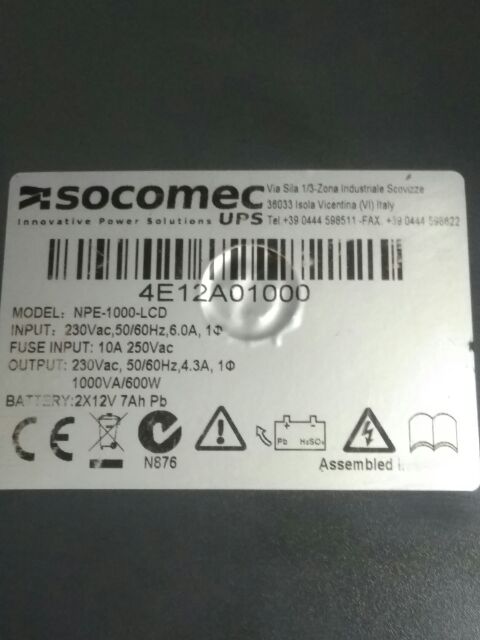 socomec
Innovative Power Solutions UPS
Via Sila 1/3-Zona Industriale Scovizze
36033 Isola Vicentina (VI) Italy
Tel.+39 0444 598611 -FAX. +39 0444 598622
4E12A01000
MODEL: NPE-1000-LCD
INPUT: 230Vac,50/60Hz,6.0A, 1Φ
FUSE INPUT: 10A 250Vac
OUTPUT: 230Vac, 50/60Hz,4.3A, 1Φ
1000VA/600W
BATTERY:2X12V 7Ah Pb
CE
N876
Pb H₂SO₄
Assembled